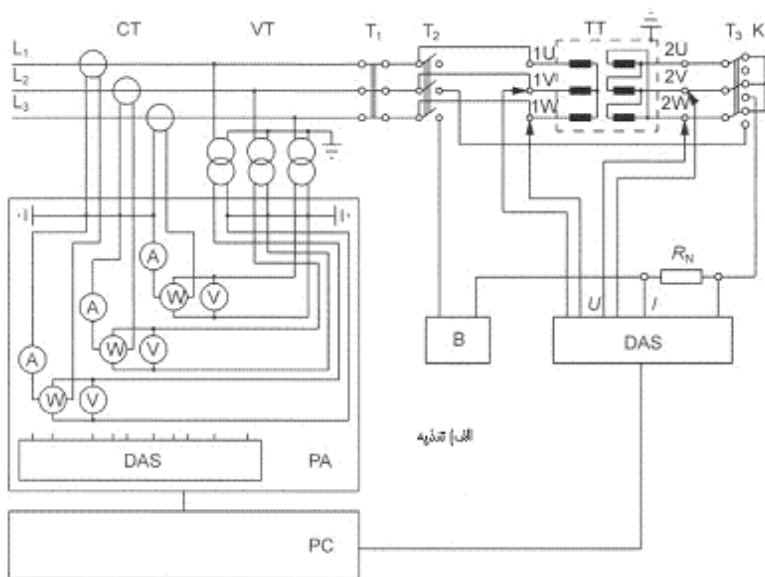 CT VT T₁ T₂ TT T₃ K
L₁
L₂
L₃
1U 2U
1V 2V
1W 2W
A
W V
A
W V
A
W V
DAS PA
PC
B
U I
R_N
DAS
الف) تغذیه